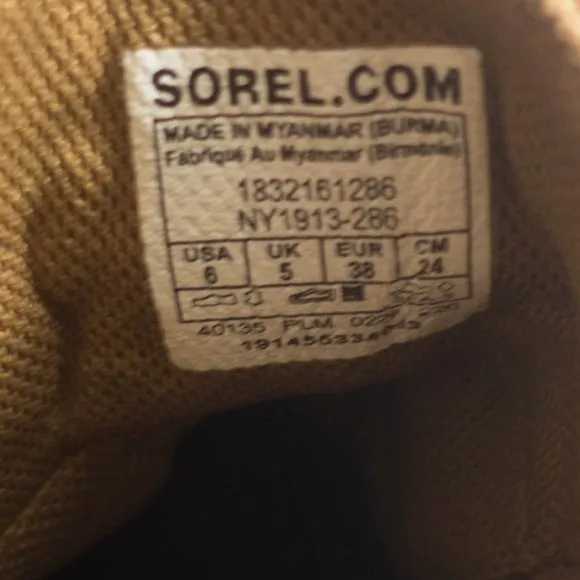 SOREL.COM
MADE IN MYANMAR (BURMA)
Fabriqué Au Myanmar (Birmanie)
1832161286
NY1913-286
USA UK EUR CM
6 5 38 24
40135 PLM